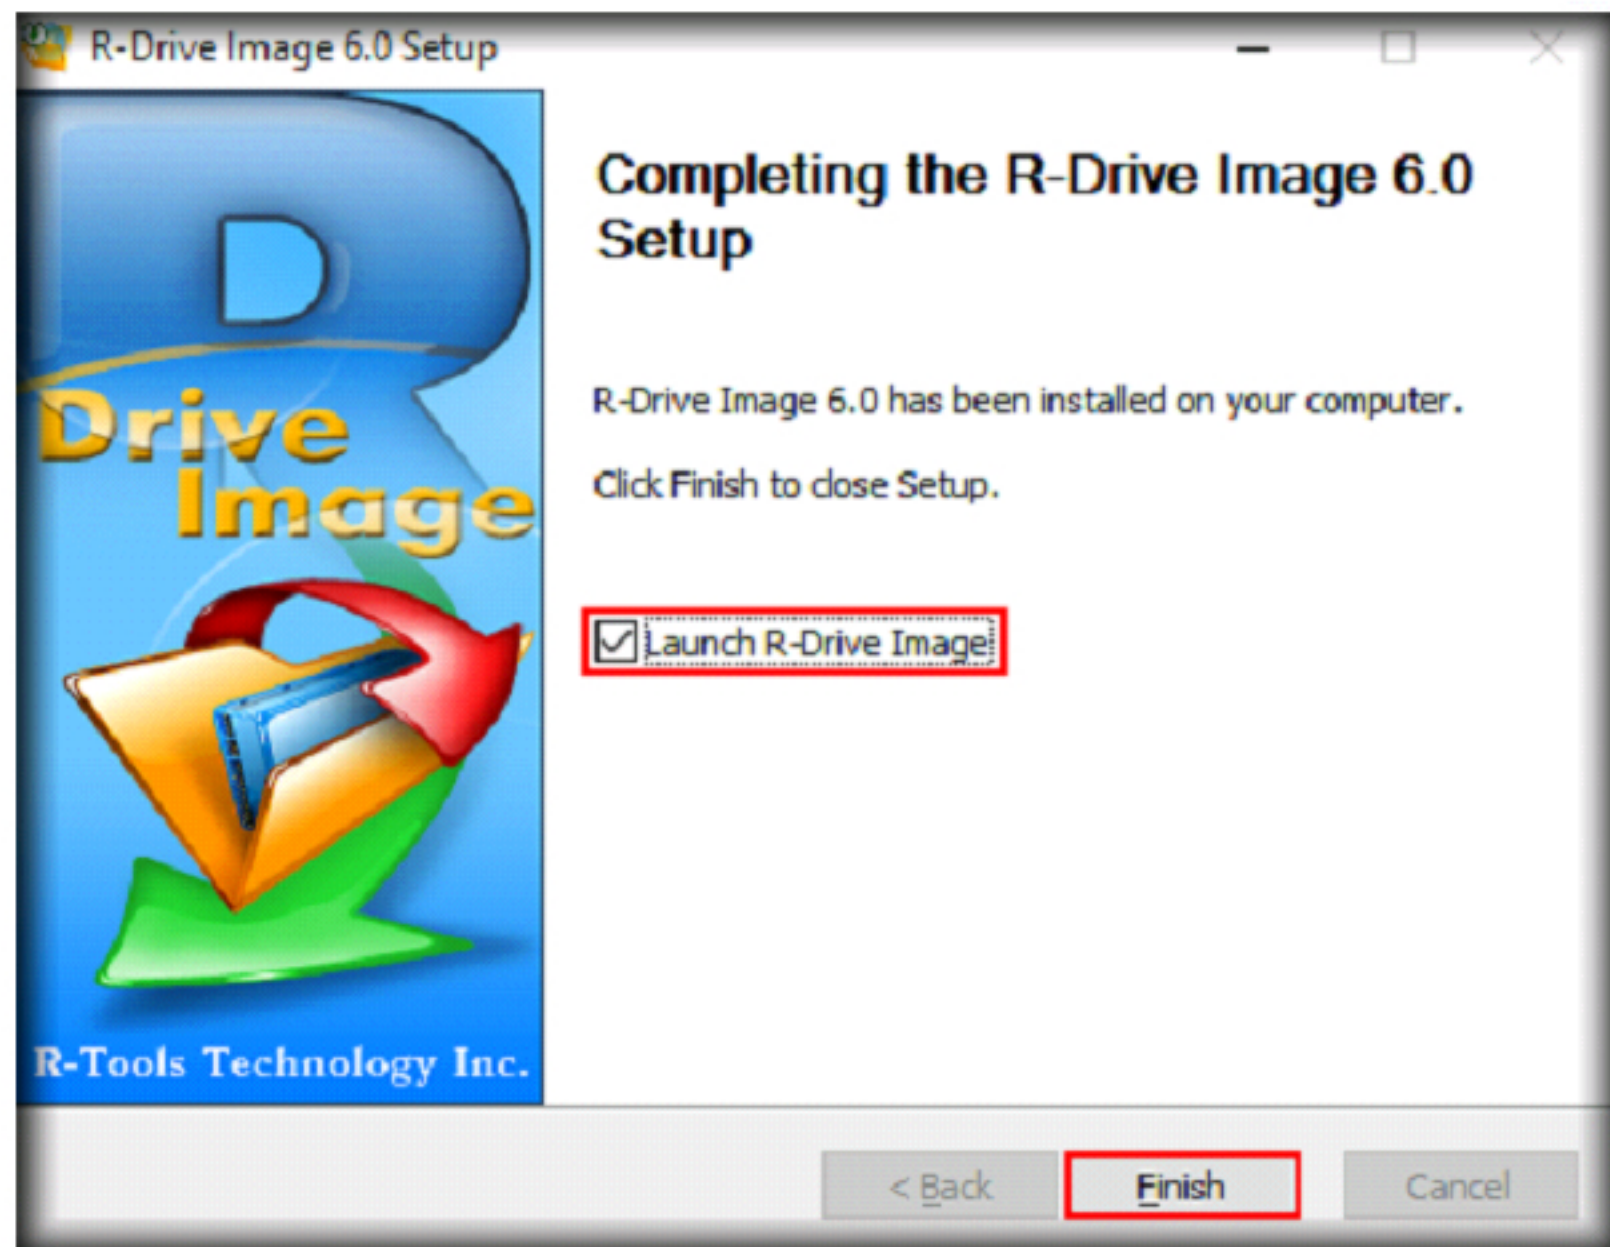 R-Drive Image 6.0 Setup
R
Drive
Image
R-Tools Technology Inc.
Completing the R-Drive Image 6.0
Setup
R-Drive Image 6.0 has been installed on your computer.
Click Finish to close Setup.
Launch R-Drive Image
< Back
Finish
Cancel